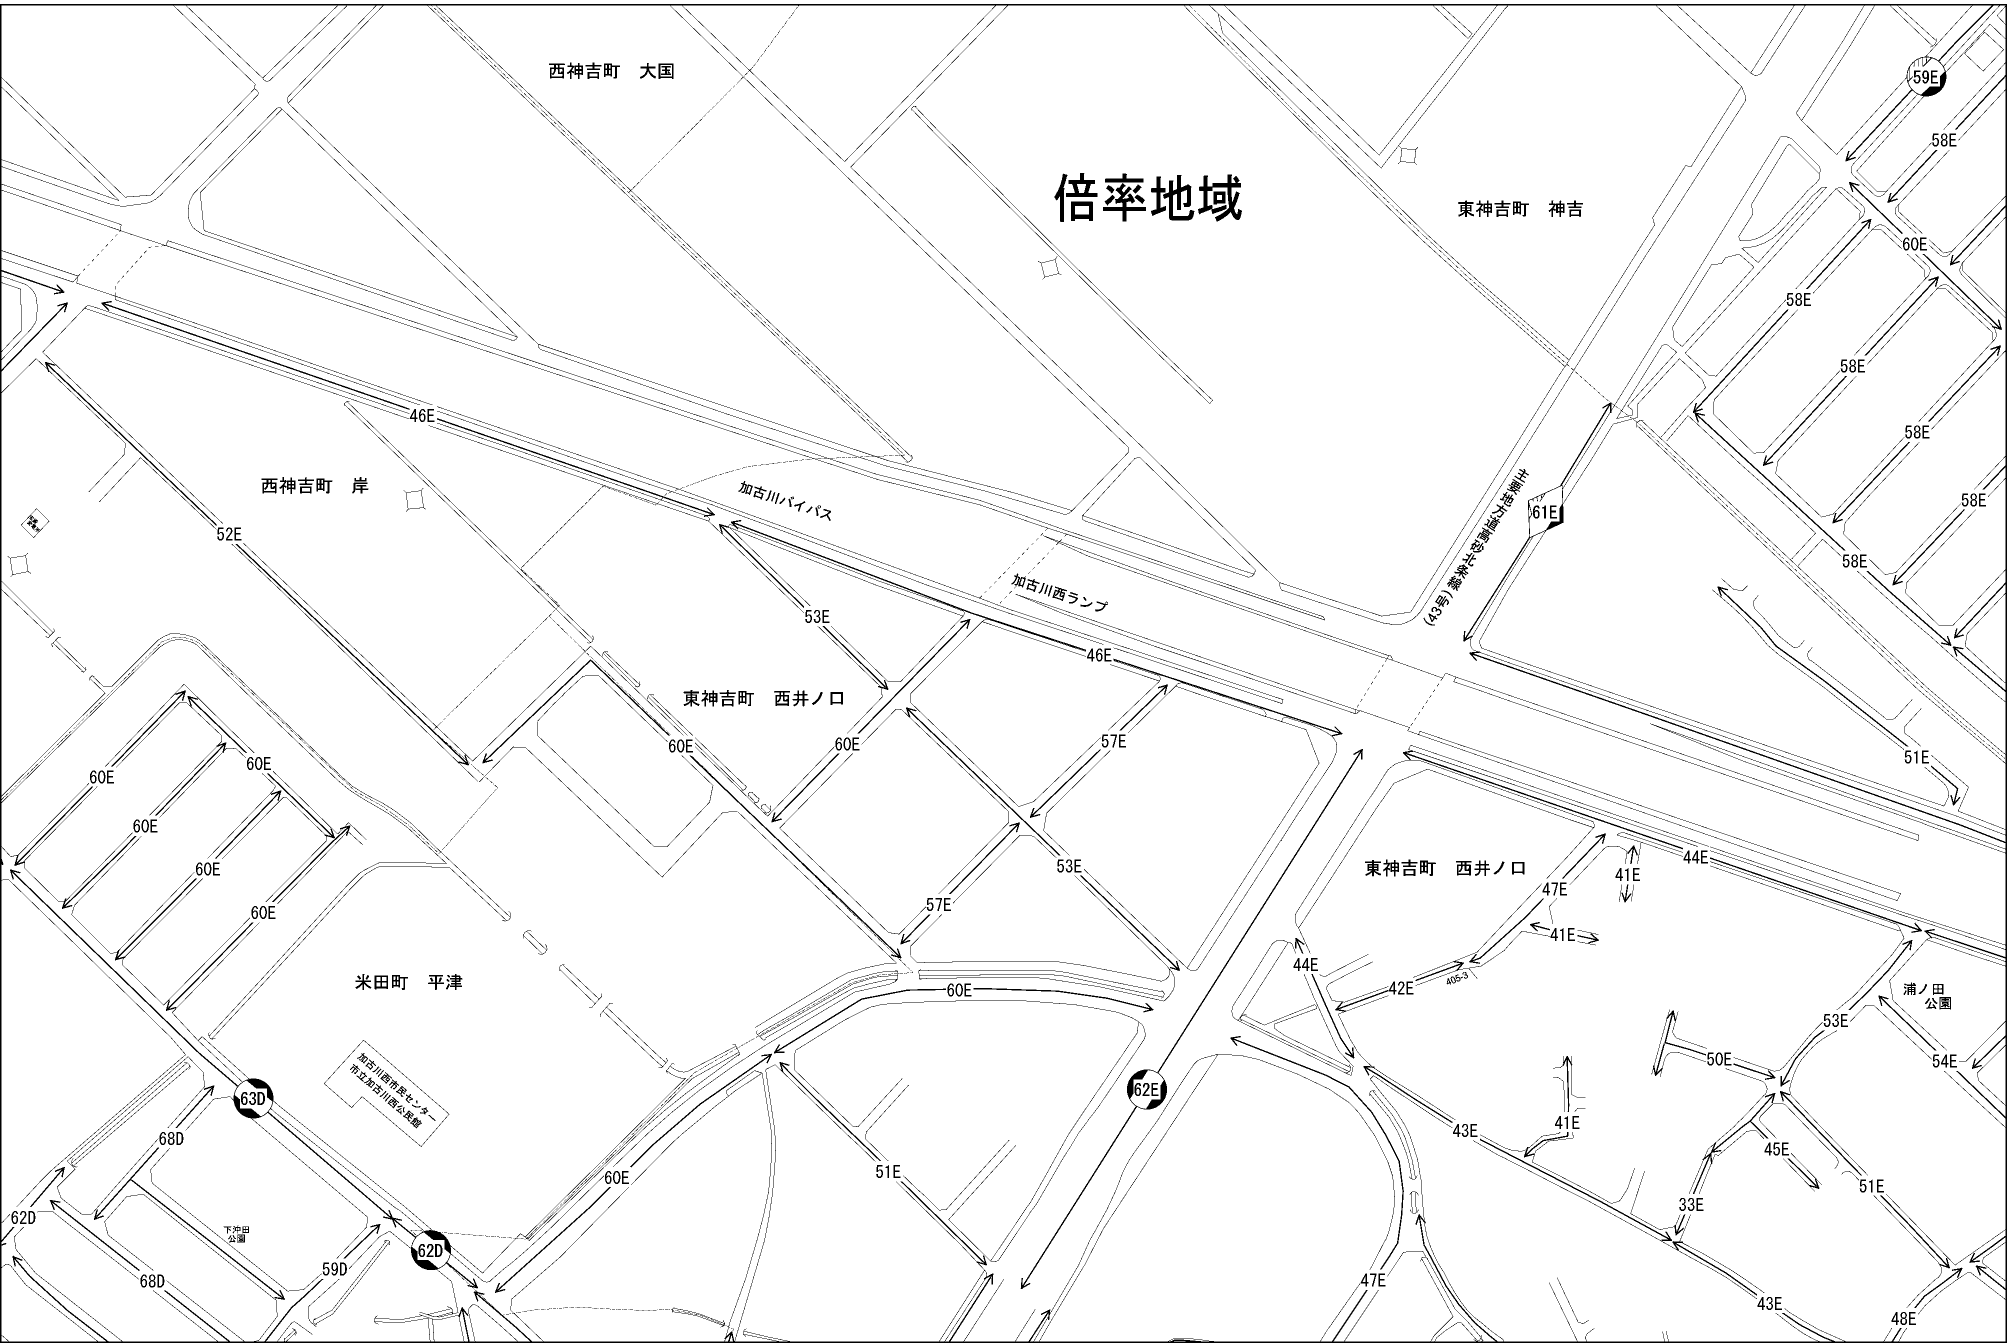 西神吉町　大国
59E
58E
倍率地域
東神吉町　神吉
60E
58E
58E
46E
58E
西神吉町　岸
加古川バイパス
主要地方道高砂北条線
(43号)
61E
58E
52E
58E
加古川西ランプ
53E
46E
東神吉町　西井ノ口
60E
60E
57E
51E
60E
60E
60E
東神吉町　西井ノ口
44E
60E
53E
47E
41E
60E
57E
41E
44E
米田町　平津
60E
42E
405-3
浦ノ田
公園
53E
50E
54E
加古川西市民センター
市立加古川西公民館
63D
62E
41E
43E
68D
45E
51E
60E
51E
33E
62D
下沖田
公園
62D
59D
68D
47E
43E
48E